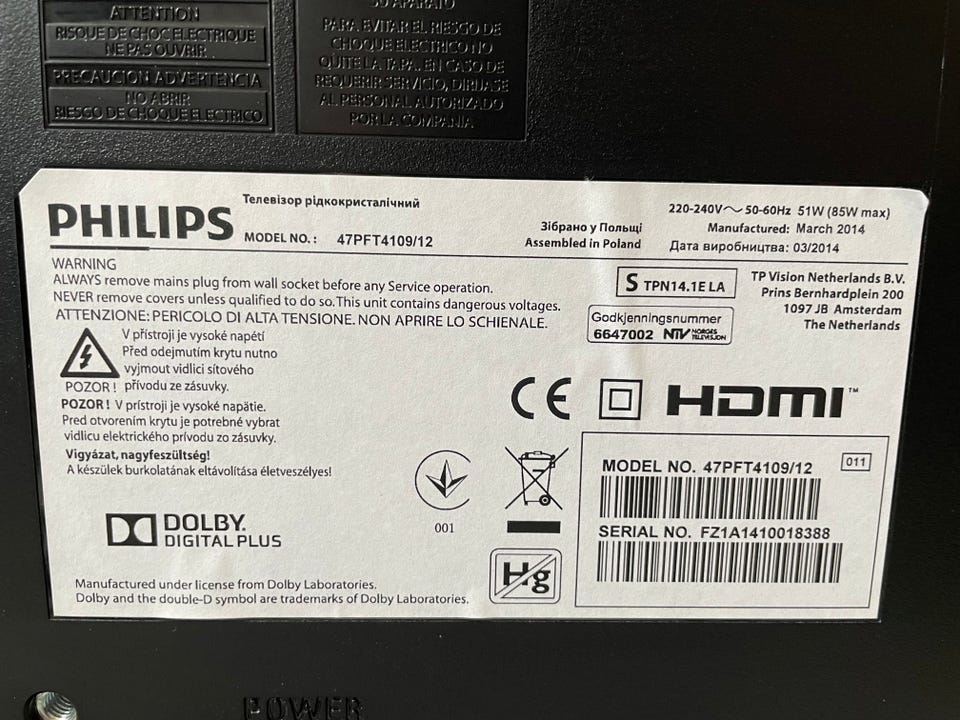 ATTENTION
RISQUE DE CHOC ELECTRIQUE
NE PAS OUVRIR
PRECAUCION ADVERTENCIA
NO ABRIR
RIESGO DE CHOQUE ELECTRICO
SU APARATO
PARA EVITAR EL RIESGO DE
CHOQUE ELECTRICO NO
QUITE LA TAPA. EN CASO DE
REQUERIR SERVICIO, DIRIJASE
AL PERSONAL AUTORIZADO
POR LA COMPANIA.
PHILIPS
Телевізор рідкокристалічний
MODEL NO.: 47PFT4109/12
Зібрано у Польщі
Assembled in Poland
220-240V～ 50-60Hz 51W (85W max)
Manufactured: March 2014
Дата виробництва: 03/2014
WARNING
ALWAYS remove mains plug from wall socket before any Service operation.
NEVER remove covers unless qualified to do so. This unit contains dangerous voltages.
ATTENZIONE: PERICOLO DI ALTA TENSIONE. NON APRIRE LO SCHIENALE.
S TPN14.1E LA
TP Vision Netherlands B.V.
Prins Bernhardplein 200
1097 JB Amsterdam
The Netherlands
Godkjenningsnummer
6647002 NTV NORGES
TELEVISJON
V přístroji je vysoké napětí
Před odejmutím krytu nutno
vyjmout vidlici síťového
POZOR! přívodu ze zásuvky.
POZOR! V prístroji je vysoké napätie.
Pred otvorením krytu je potrebné vybrat
vidlicu elektrického prívodu zo zásuvky.
Vigyázat, nagyfeszültség!
A készülek burkolatának eltávolítása életveszélyes!
CE
HDMI™
001
Hg
DOLBY.
DIGITAL PLUS
Manufactured under license from Dolby Laboratories.
Dolby and the double-D symbol are trademarks of Dolby Laboratories.
MODEL NO. 47PFT4109/12
011
SERIAL NO. FZ1A1410018388
POWER